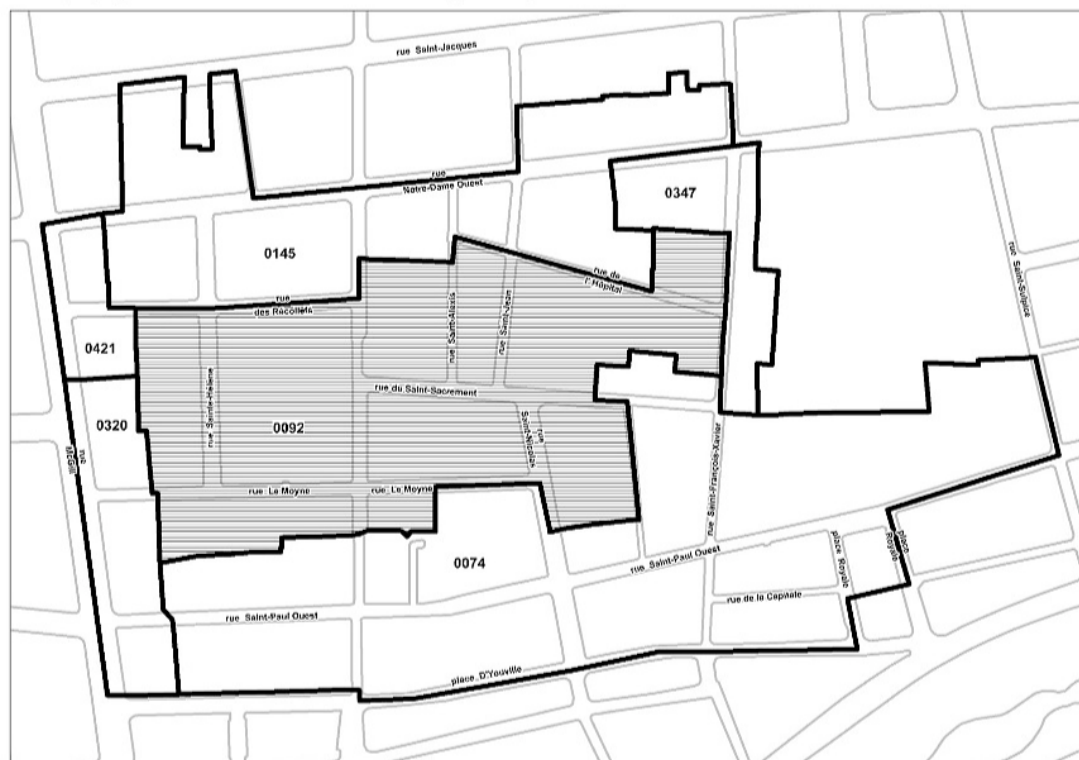 rue Saint-Jacques
rue
Notre-Dame Ouest
0347
0145
rue de
l'Hôpital
rue Saint-Sulpice
rue
des Récollets
rue Saint-Alexis
rue Saint-Jean
0421
rue du Saint-Sacrement
rue Sainte-Hélène
0320
0092
rue
Saint-Nicolas
rue
McGill
rue Saint-François-Xavier
rue Le Moyne
rue Le Moyne
place Royale
place
Royale
0074
rue Saint-Paul Ouest
rue de la Capitale
rue Saint-Paul Ouest
place D'Youville